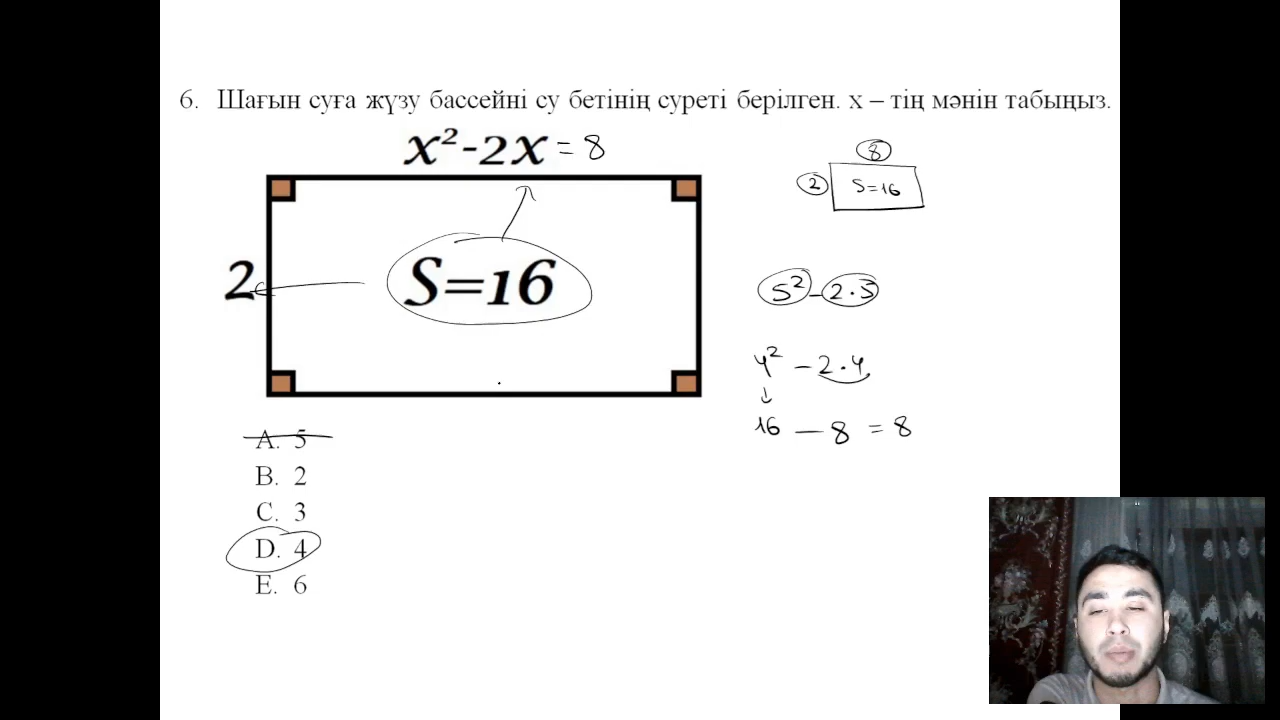 6. Шағын суға жүзу бассейні су бетінің суреті берілген. х – тің мәнін табыңыз.
x²-2x = 8
8
2 S=16
2 S=16
5² - 2·5
4² - 2·4
16 — 8 = 8
A. 5
B. 2
C. 3
D. 4
E. 6